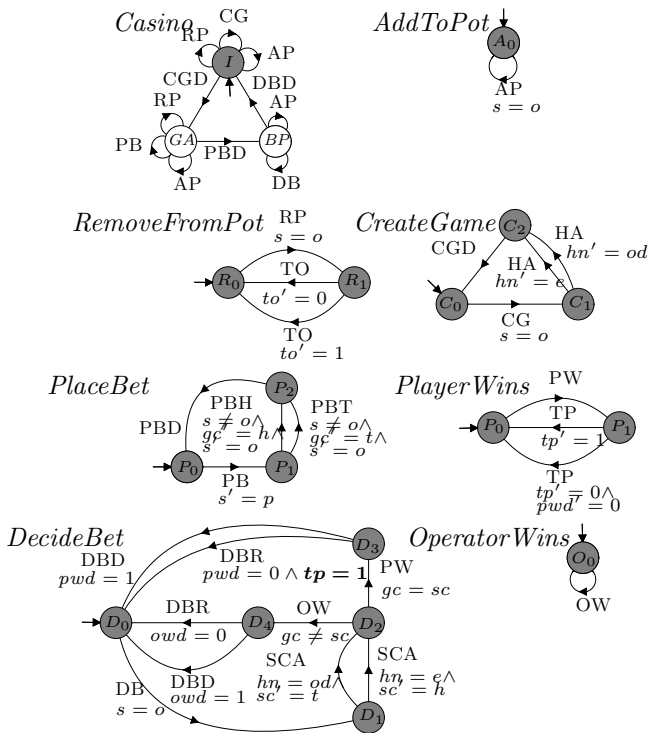 Casino
CG
RP
AP
I
CGD
DBD
RP
AP
PB
GA
BP
PBD
AP
DB
AddToPot
A0
AP
s = o
RemoveFromPot
RP
s = o
R0
TO
to′ = 0
R1
TO
to′ = 1
CreateGame
C2
CGD
HA
hn′ = od
HA
hn′ = e
C0
C1
CG
s = o
PlaceBet
P2
PBD
PBH
s ≠ o∧
gc′ = h∧
s′ = o
PBT
s ≠ o∧
gc′ = t∧
s′ = o
P0
P1
PB
s′ = p
PlayerWins
PW
P0
TP
tp′ = 1
P1
TP
tp′ = 0∧
pwd′ = 0
DecideBet
D3
DBD
pwd = 1
DBR
pwd = 0 ∧ tp = 1
PW
gc = sc
D0
DBR
owd = 0
D4
OW
gc ≠ sc
D2
DBD
owd = 1
SCA
hn = od∧
sc′ = t
SCA
hn = e∧
sc′ = h
DB
s = o
D1
OperatorWins
O0
OW